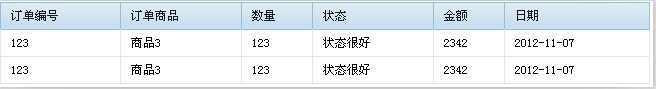 订单编号 订单商品 数量 状态 金额 日期
123 商品3 123 状态很好 2342 2012-11-07
123 商品3 123 状态很好 2342 2012-11-07